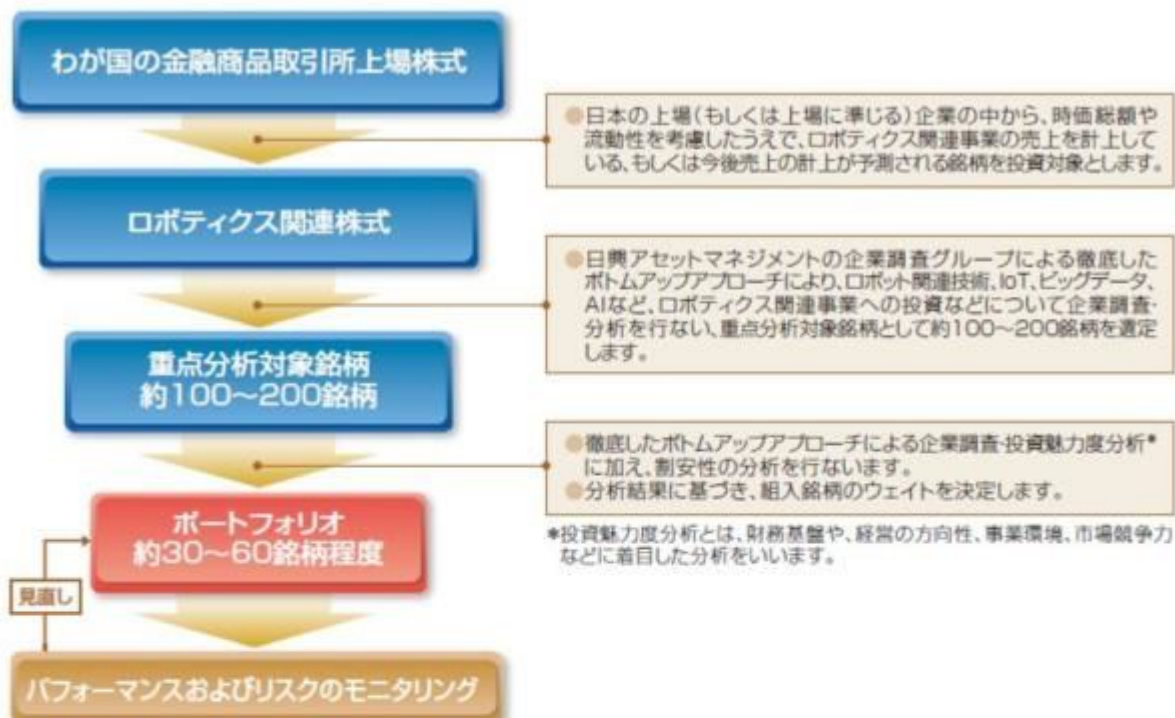 わが国の金融商品取引所上場株式
●日本の上場(もしくは上場に準じる)企業の中から、時価総額や
流動性を考慮したうえで、ロボティクス関連事業の売上を計上して
いる、もしくは今後売上の計上が予測される銘柄を投資対象とします。
ロボティクス関連株式
●日興アセットマネジメントの企業調査グループによる徹底した
ボトムアップアプローチにより、ロボット関連技術、IoT、ビッグデータ、
AIなど、ロボティクス関連事業への投資などについて企業調査・
分析を行ない、重点分析対象銘柄として約100～200銘柄を選定
します。
重点分析対象銘柄
約100～200銘柄
●徹底したボトムアップアプローチによる企業調査・投資魅力度分析*
に加え、割安性の分析を行ないます。
●分析結果に基づき、組入銘柄のウェイトを決定します。
*投資魅力度分析とは、財務基盤や、経営の方向性、事業環境、市場競争力
などに着目した分析をいいます。
ポートフォリオ
約30～60銘柄程度
見直し
パフォーマンスおよびリスクのモニタリング